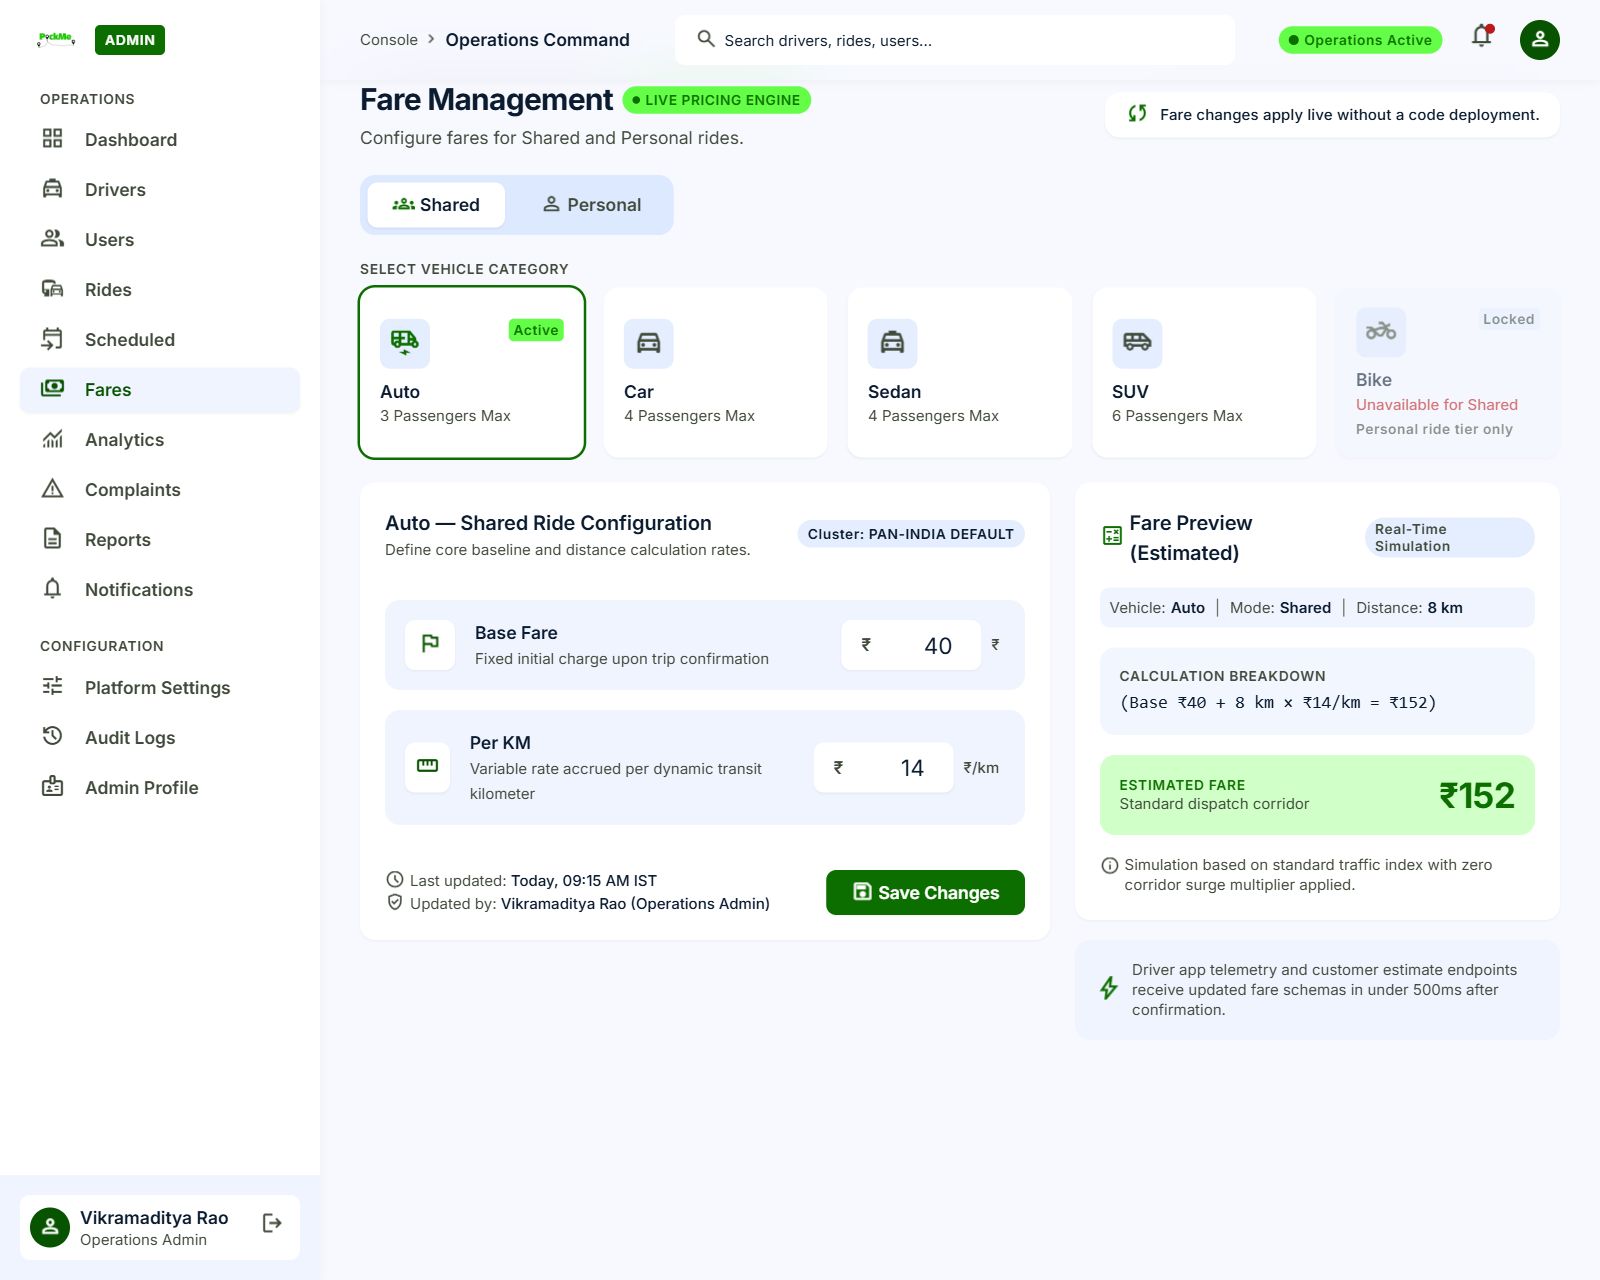 PickMe
ADMIN
OPERATIONS
Dashboard
Drivers
Users
Rides
Scheduled
Fares
Analytics
Complaints
Reports
Notifications
CONFIGURATION
Platform Settings
Audit Logs
Admin Profile
Vikramaditya Rao
Operations Admin
Console > Operations Command
Search drivers, rides, users...
Operations Active
Fare Management
LIVE PRICING ENGINE
Configure fares for Shared and Personal rides.
Fare changes apply live without a code deployment.
Shared
Personal
SELECT VEHICLE CATEGORY
Active
Auto
3 Passengers Max
Car
4 Passengers Max
Sedan
4 Passengers Max
SUV
6 Passengers Max
Locked
Bike
Unavailable for Shared
Personal ride tier only
Auto — Shared Ride Configuration
Define core baseline and distance calculation rates.
Cluster: PAN-INDIA DEFAULT
Base Fare
Fixed initial charge upon trip confirmation
₹ 40 ₹
Per KM
Variable rate accrued per dynamic transit
kilometer
₹ 14 ₹/km
Last updated: Today, 09:15 AM IST
Updated by: Vikramaditya Rao (Operations Admin)
Save Changes
Fare Preview
(Estimated)
Real-Time
Simulation
Vehicle: Auto | Mode: Shared | Distance: 8 km
CALCULATION BREAKDOWN
(Base ₹40 + 8 km × ₹14/km = ₹152)
ESTIMATED FARE
Standard dispatch corridor
₹152
Simulation based on standard traffic index with zero
corridor surge multiplier applied.
Driver app telemetry and customer estimate endpoints
receive updated fare schemas in under 500ms after
confirmation.